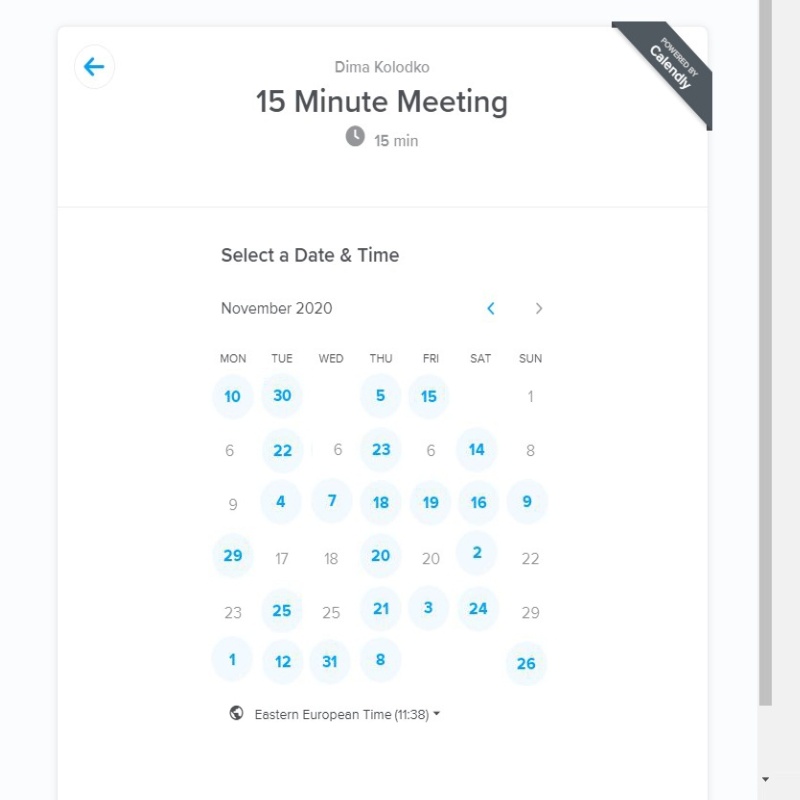 POWERED BY
Calendly
Dima Kolodko
15 Minute Meeting
15 min
Select a Date & Time
November 2020
MON TUE WED THU FRI SAT SUN
10 30 5 15 1
6 22 6 23 6 14 8
9 4 7 18 19 16 9
29 17 18 20 20 2 22
23 25 25 21 3 24 29
1 12 31 8 26
Eastern European Time (11:38)